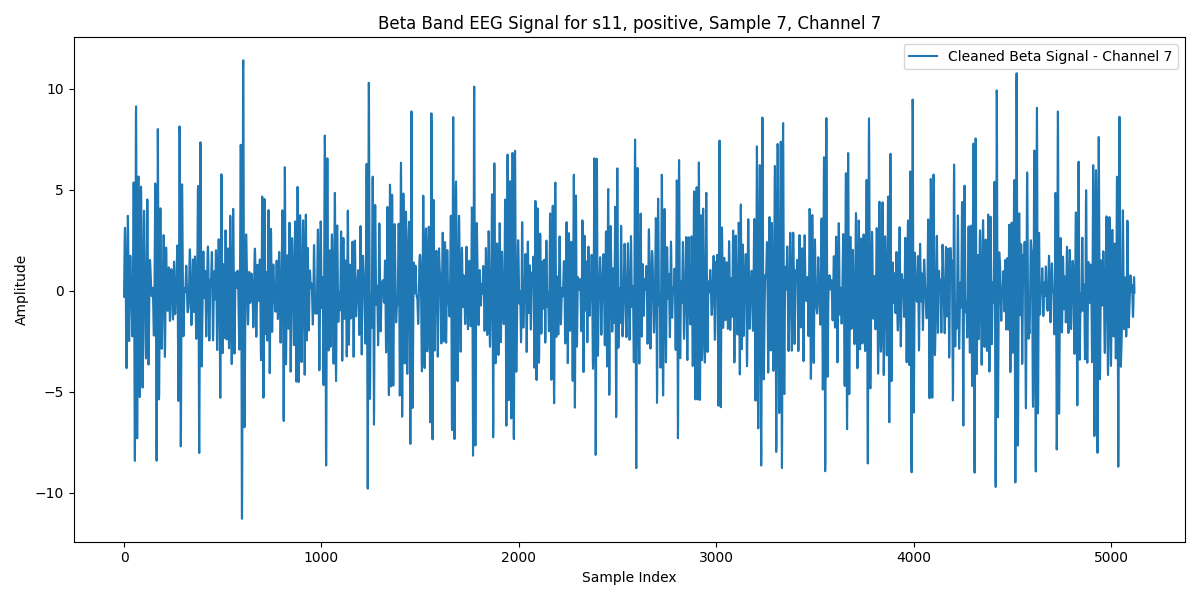 Beta Band EEG Signal for s11, positive, Sample 7, Channel 7
Cleaned Beta Signal - Channel 7
Amplitude
10
5
0
−5
−10
0 1000 2000 3000 4000 5000
Sample Index